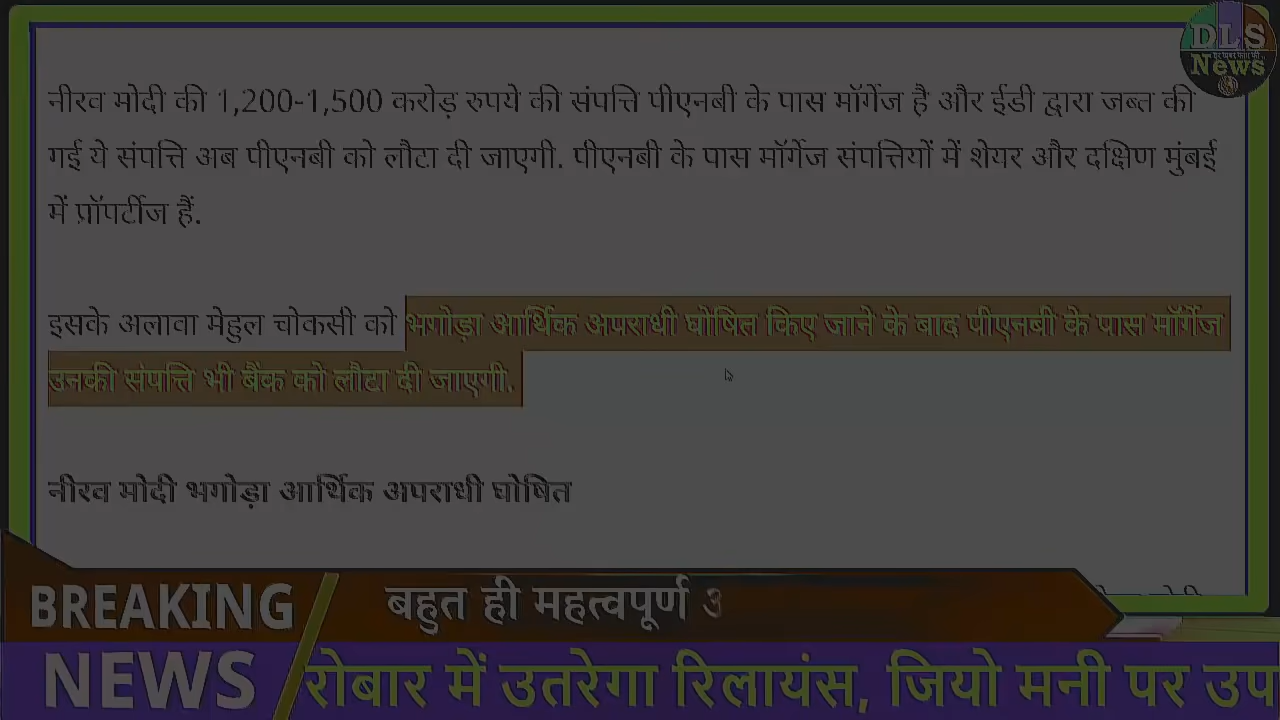 DLS
News
नीरव मोदी की 1,200-1,500 करोड़ रुपये की संपत्ति पीएनबी के पास मॉर्गेज है और ईडी द्वारा जब्त की
गई ये संपत्ति अब पीएनबी को लौटा दी जाएगी. पीएनबी के पास मॉर्गेज संपत्तियों में शेयर और दक्षिण मुंबई
में प्रॉपर्टीज हैं.
इसके अलावा मेहुल चोकसी को भगोड़ा आर्थिक अपराधी घोषित किए जाने के बाद पीएनबी के पास मॉर्गेज
उनकी संपत्ति भी बैंक को लौटा दी जाएगी.
नीरव मोदी भगोड़ा आर्थिक अपराधी घोषित
BREAKING
NEWS
बहुत ही महत्वपूर्ण
रोबार में उतरेगा रिलायंस, जियो मनी पर उप